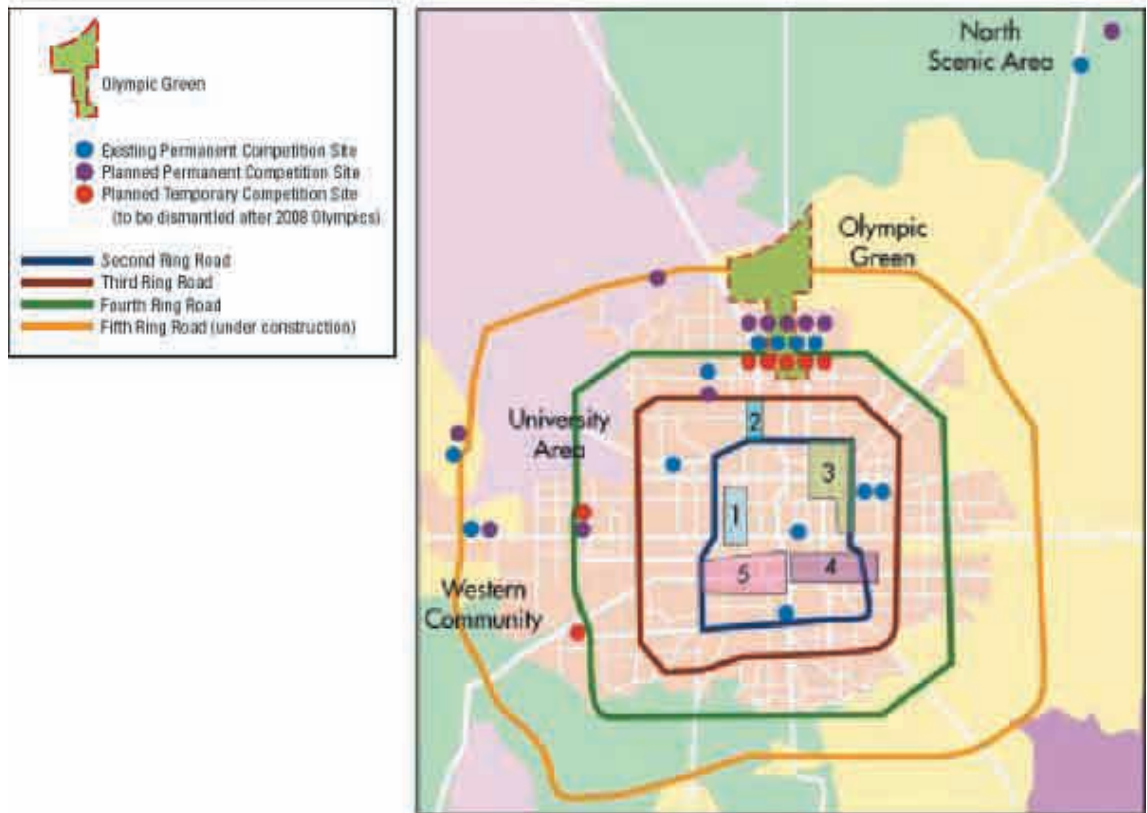 Olympic Green
Existing Permanent Competition Site
Planned Permanent Competition Site
Planned Temporary Competition Site
(to be dismantled after 2008 Olympics)
Second Ring Road
Third Ring Road
Fourth Ring Road
Fifth Ring Road (under construction)
North
Scenic Area
Olympic
Green
University
Area
2
3
1
5
4
Western
Community